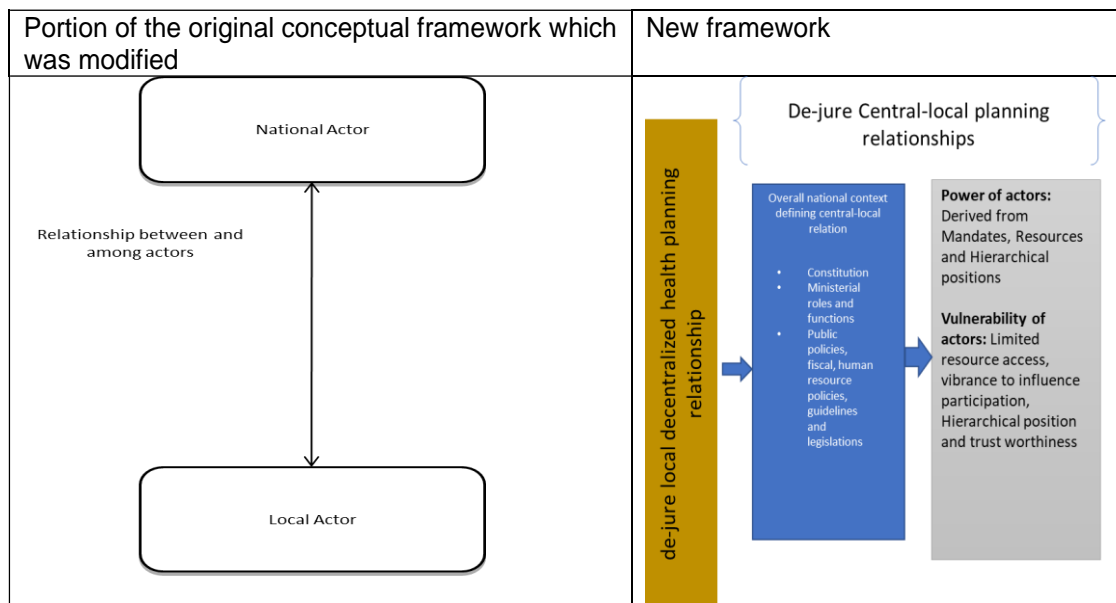 Portion of the original conceptual framework which
was modified
New framework
National Actor
Relationship between and
among actors
Local Actor
De-jure Central-local planning
relationships
de-jure local decentralized health planning
relationship
Overall national context
defining central-local
relation
• Constitution
• Ministerial
roles and
functions
• Public
policies,
fiscal, human
resource
policies,
guidelines
and
legislations
Power of actors:
Derived from
Mandates, Resources
and Hierarchical
positions
Vulnerability of
actors: Limited
resource access,
vibrance to influence
participation,
Hierarchical position
and trust worthiness